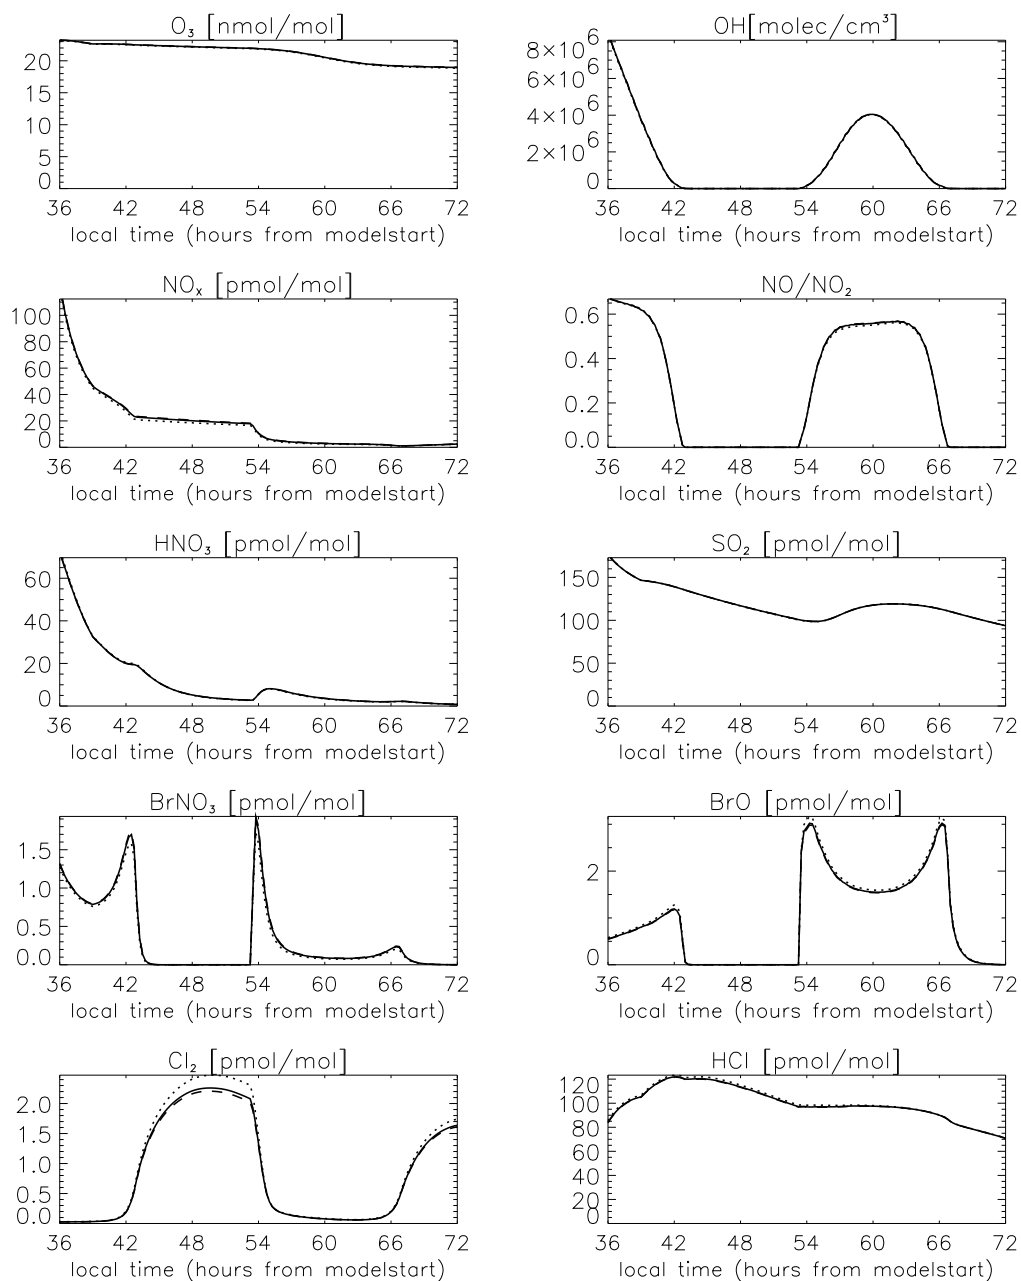 O₃ [nmol/mol]
20
15
10
5
0
36 42 48 54 60 66 72
local time (hours from modelstart)
OH[molec/cm³]
8×10⁶
6×10⁶
4×10⁶
2×10⁶
0
36 42 48 54 60 66 72
local time (hours from modelstart)
NOₓ [pmol/mol]
100
80
60
40
20
0
36 42 48 54 60 66 72
local time (hours from modelstart)
NO/NO₂
0.6
0.4
0.2
0.0
36 42 48 54 60 66 72
local time (hours from modelstart)
HNO₃ [pmol/mol]
60
40
20
0
36 42 48 54 60 66 72
local time (hours from modelstart)
SO₂ [pmol/mol]
150
100
50
0
36 42 48 54 60 66 72
local time (hours from modelstart)
BrNO₃ [pmol/mol]
1.5
1.0
0.5
0.0
36 42 48 54 60 66 72
local time (hours from modelstart)
BrO [pmol/mol]
2
0
36 42 48 54 60 66 72
local time (hours from modelstart)
Cl₂ [pmol/mol]
2.0
1.5
1.0
0.5
0.0
36 42 48 54 60 66 72
local time (hours from modelstart)
HCl [pmol/mol]
120
100
80
60
40
20
0
36 42 48 54 60 66 72
local time (hours from modelstart)